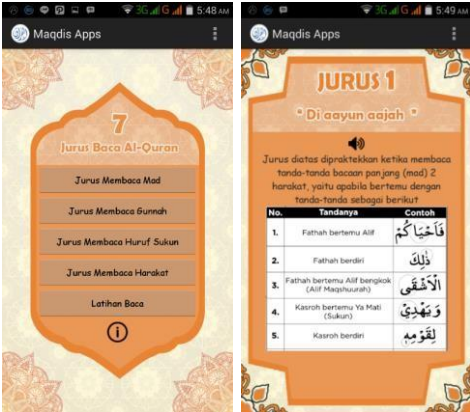 3G G 5:48 AM
Maqdis Apps
7
Jurus Baca Al-Quran
Jurus Membaca Mad
Jurus Membaca Gunnah
Jurus Membaca Huruf Sukun
Jurus Membaca Harakat
Latihan Baca
3G G 5:49 AM
Maqdis Apps
JURUS 1
" Di aayun aajah "
Jurus diatas dipraktekkan ketika membaca
tanda-tanda bacaan panjang (mad) 2
harakat, yaitu apabila bertemu dengan
tanda-tanda sebagai berikut
No. Tandanya Contoh
1. Fathah bertemu Alif فَاَحْيَاكُمْ
2. Fathah berdiri ذٰلِكَ
3. Fathah bertemu Alif bengkok (Alif Maqshuurah) الْاَشْقَى
4. Kasroh bertemu Ya Mati (Sukun) وَيَهْدِيْ
5. Kasroh berdiri لِقَوْمِهٖ